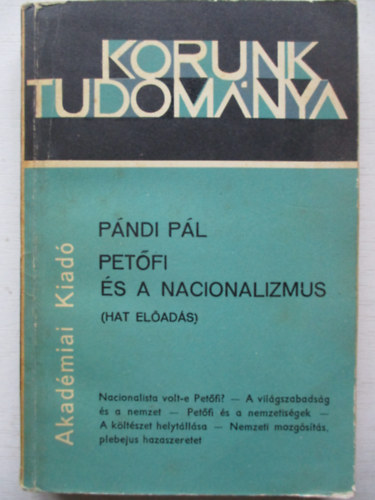 KORUNK
TUDOMÁNYA
PÁNDI PÁL
PETŐFI
ÉS A NACIONALIZMUS
(HAT ELŐADÁS)
Akadémiai Kiadó
Nacionalista volt-e Petőfi? — A világszabadság
és a nemzet — Petőfi és a nemzetiségek —
A költészet helytállása — Nemzeti mozgósítás,
plebejus hazaszeretet